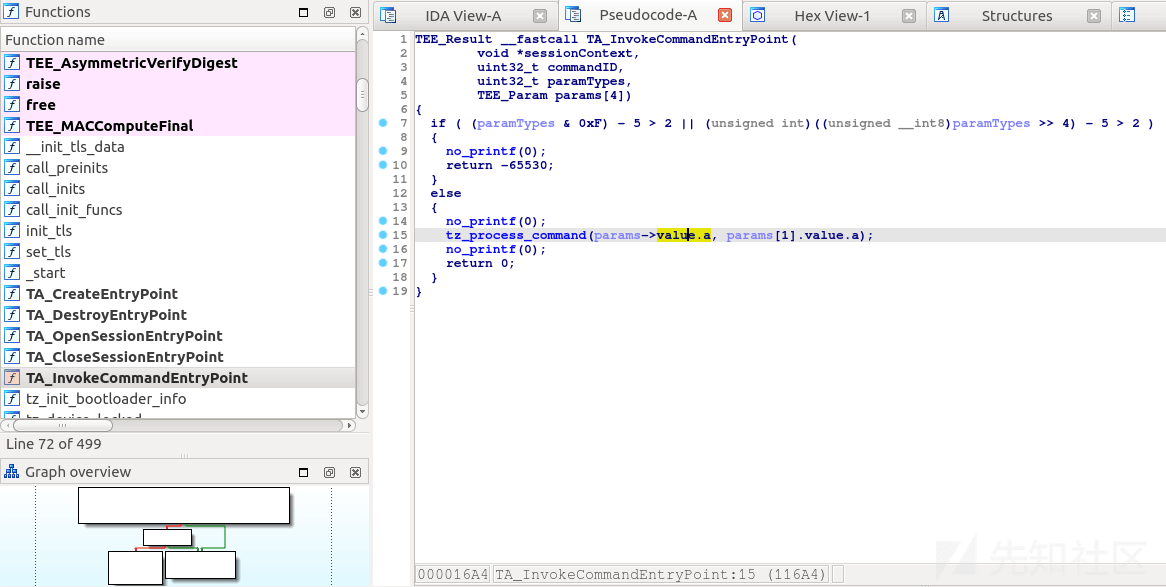 Functions
Function name
TEE_AsymmetricVerifyDigest
raise
free
TEE_MACComputeFinal
__init_tls_data
call_preinits
call_inits
call_init_funcs
init_tls
set_tls
_start
TA_CreateEntryPoint
TA_DestroyEntryPoint
TA_OpenSessionEntryPoint
TA_CloseSessionEntryPoint
TA_InvokeCommandEntryPoint
tz_init_bootloader_info
tz_device_locked
Line 72 of 499
Graph overview
IDA View-A
Pseudocode-A
Hex View-1
Structures
1 TEE_Result __fastcall TA_InvokeCommandEntryPoint(
2 void *sessionContext,
3 uint32_t commandID,
4 uint32_t paramTypes,
5 TEE_Param params[4])
6 {
7 if ( (paramTypes & 0xF) - 5 > 2 || (unsigned int)((unsigned __int8)paramTypes >> 4) - 5 > 2 )
8 {
9 no_printf(0);
10 return -65530;
11 }
12 else
13 {
14 no_printf(0);
15 tz_process_command(params->value.a, params[1].value.a);
16 no_printf(0);
17 return 0;
18 }
19 }
000016A4 TA_InvokeCommandEntryPoint:15 (116A4)
先知社区